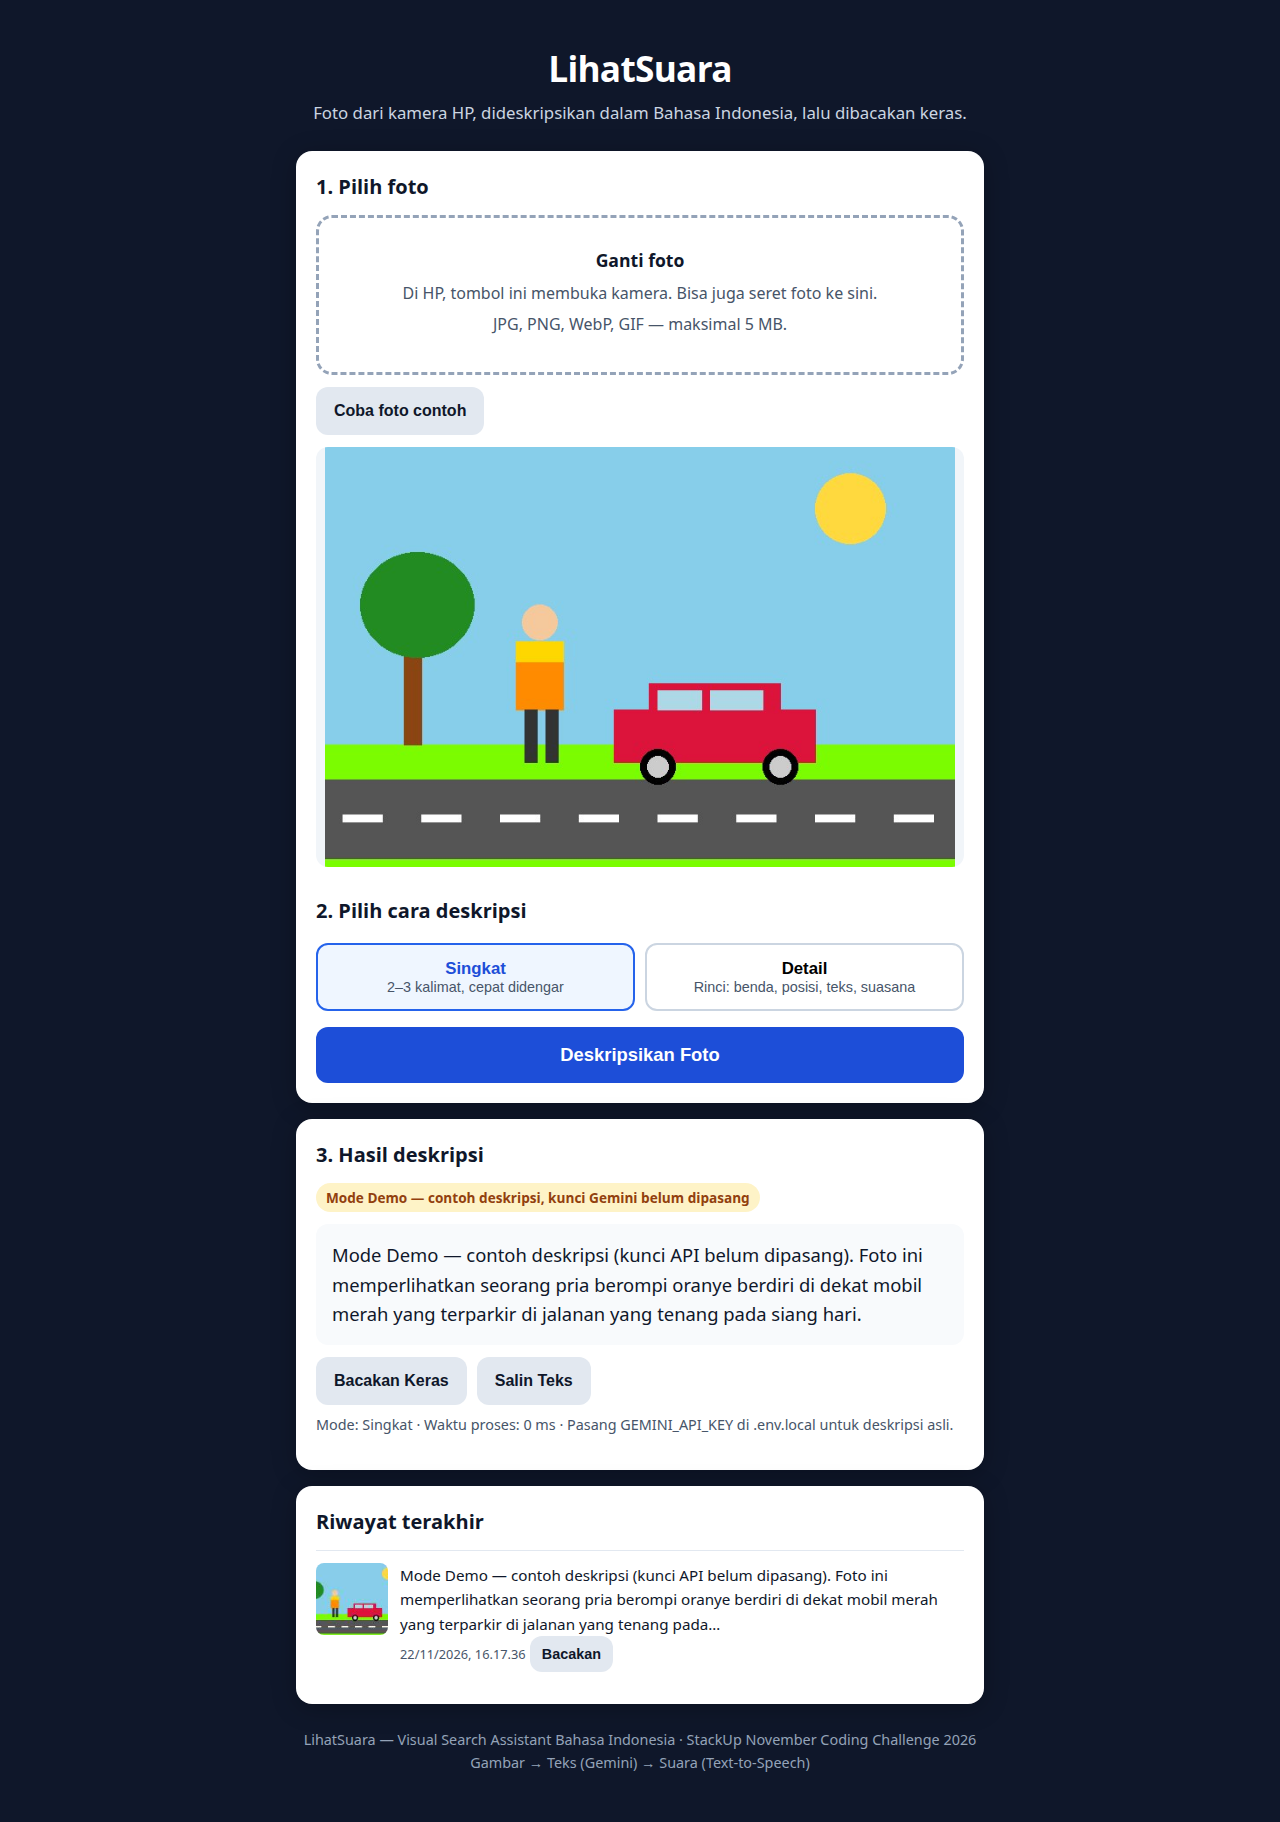 LihatSuara
Foto dari kamera HP, dideskripsikan dalam Bahasa Indonesia, lalu dibacakan keras.
1. Pilih foto
Ganti foto
Di HP, tombol ini membuka kamera. Bisa juga seret foto ke sini.
JPG, PNG, WebP, GIF — maksimal 5 MB.
Coba foto contoh
2. Pilih cara deskripsi
Singkat
2–3 kalimat, cepat didengar
Detail
Rinci: benda, posisi, teks, suasana
Deskripsikan Foto
3. Hasil deskripsi
Mode Demo — contoh deskripsi, kunci Gemini belum dipasang
Mode Demo — contoh deskripsi (kunci API belum dipasang). Foto ini
memperlihatkan seorang pria berompi oranye berdiri di dekat mobil
merah yang terparkir di jalanan yang tenang pada siang hari.
Bacakan Keras
Salin Teks
Mode: Singkat · Waktu proses: 0 ms · Pasang GEMINI_API_KEY di .env.local untuk deskripsi asli.
Riwayat terakhir
Mode Demo — contoh deskripsi (kunci API belum dipasang). Foto ini
memperlihatkan seorang pria berompi oranye berdiri di dekat mobil merah
yang terparkir di jalanan yang tenang pada...
22/11/2026, 16.17.36 Bacakan
LihatSuara — Visual Search Assistant Bahasa Indonesia · StackUp November Coding Challenge 2026
Gambar → Teks (Gemini) → Suara (Text-to-Speech)